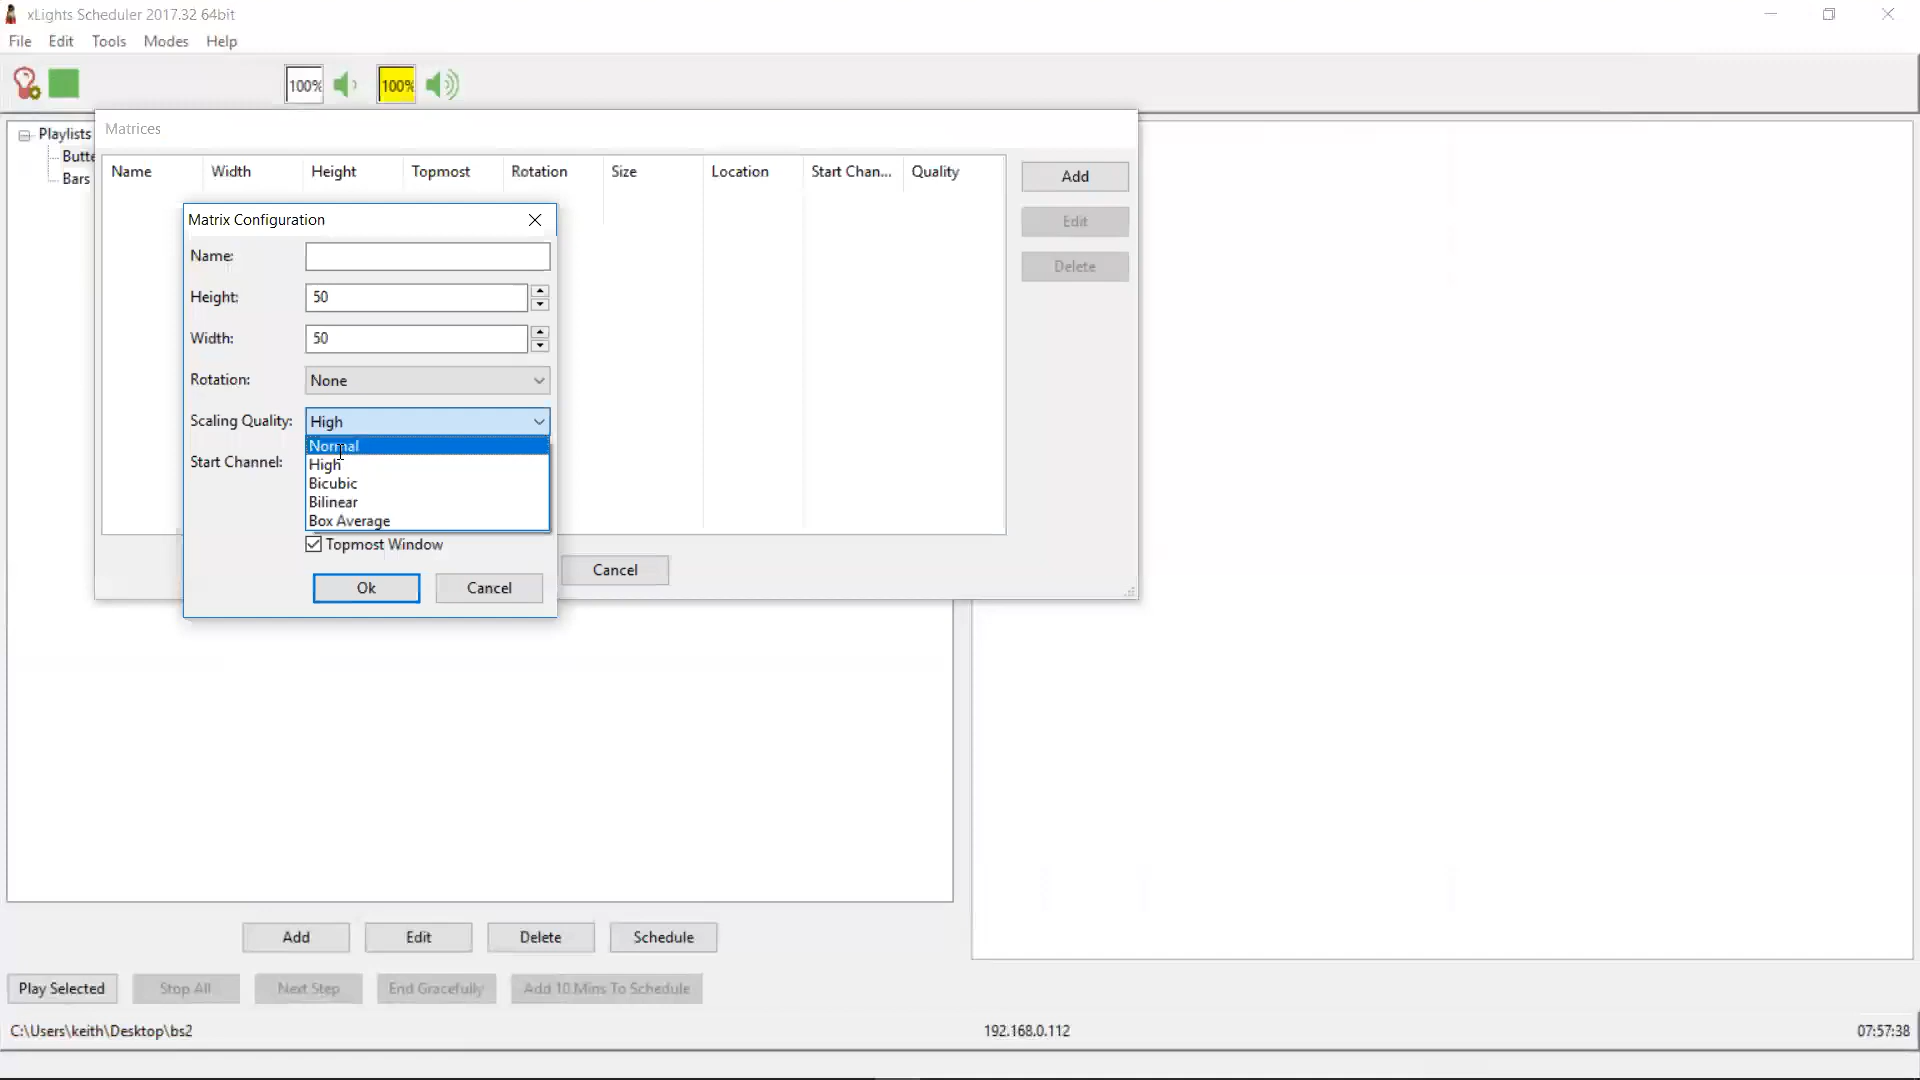 xLights Scheduler 2017.32 64bit
File Edit Tools Modes Help
100% 100%
Matrices
Playlists
Butte
Bars
Name Width Height Topmost Rotation Size Location Start Chan... Quality
Add
Edit
Delete
Matrix Configuration
Name:
Height: 50
Width: 50
Rotation: None
Scaling Quality: High
Normal
High
Bicubic
Bilinear
Box Average
Start Channel:
Topmost Window
Ok Cancel
Cancel
Add Edit Delete Schedule
Play Selected Stop All Next Step End Gracefully Add 10 Mins To Schedule
C:\Users\keith\Desktop\bs2 192.168.0.112 07:57:38